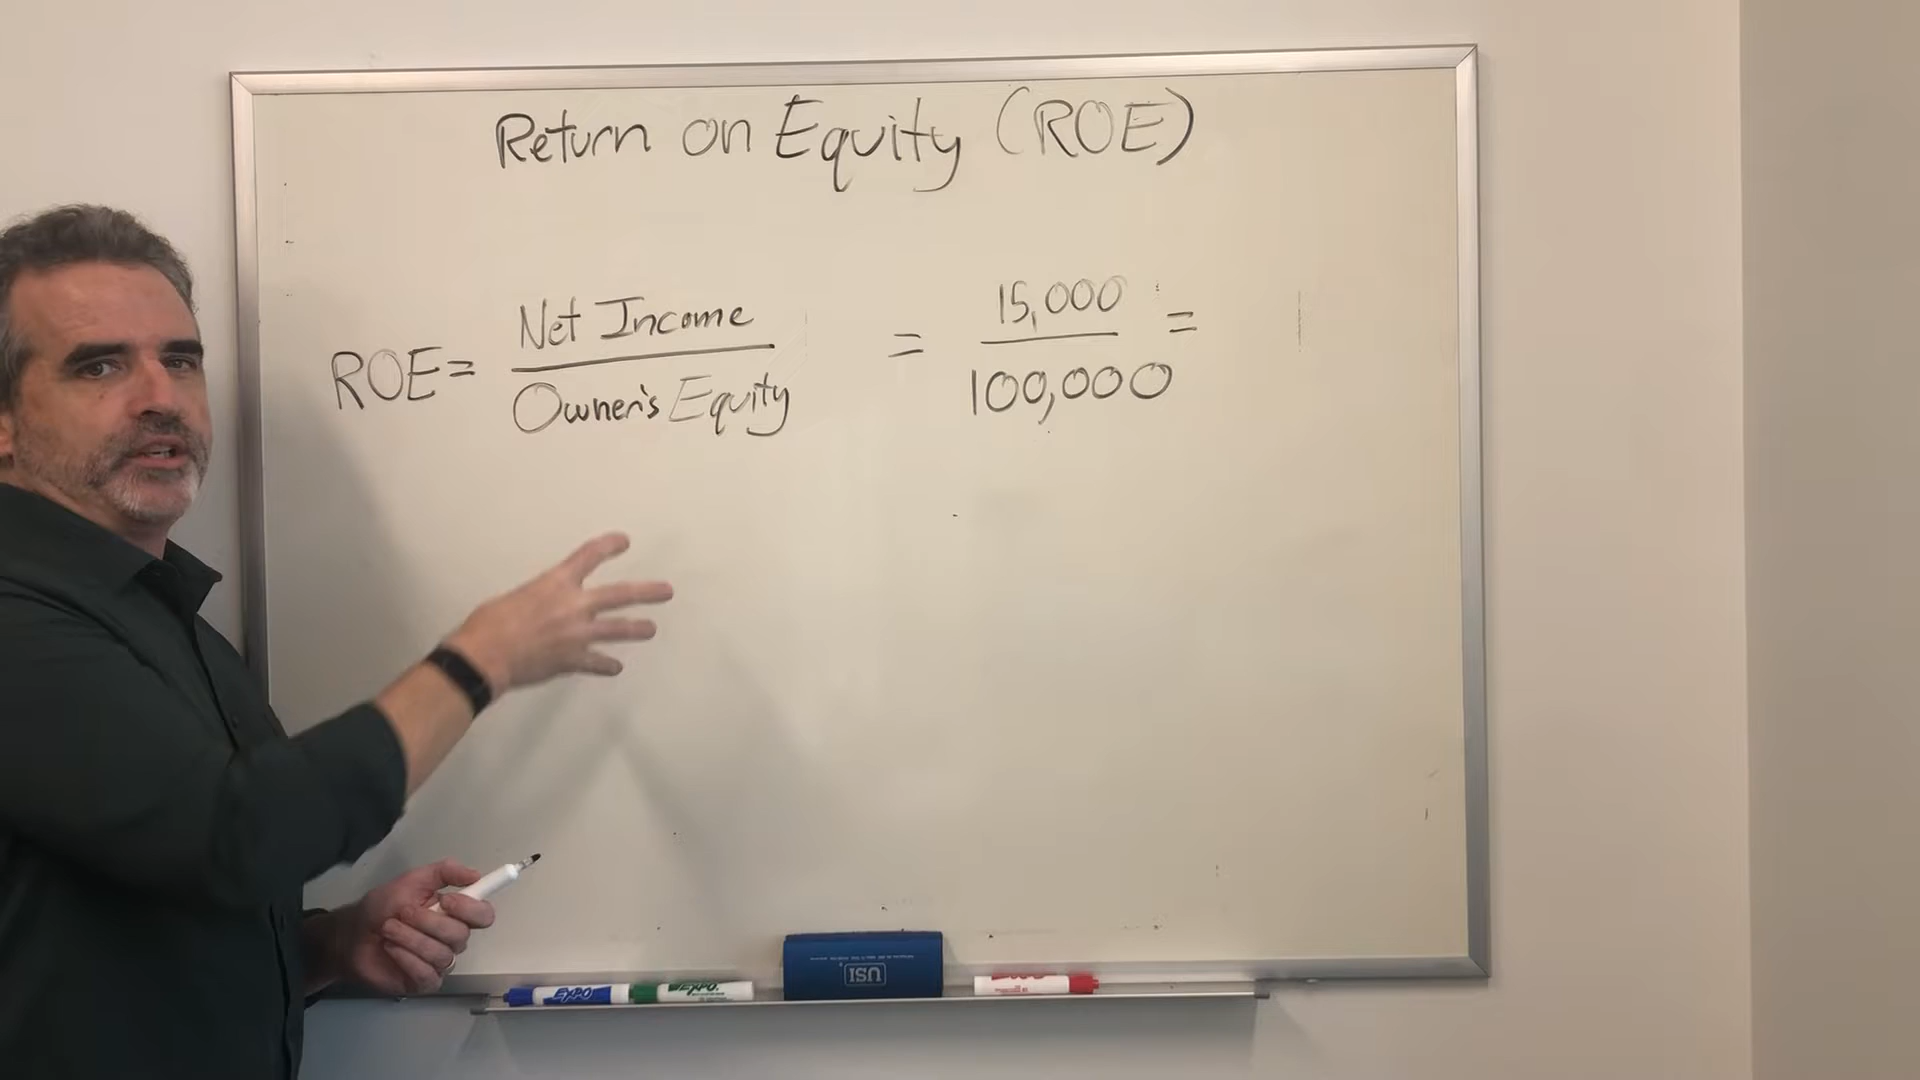 Return on Equity (ROE)
ROE = Net Income / Owner's Equity = 15,000 / 100,000 =
USI
EXPO
EXPO